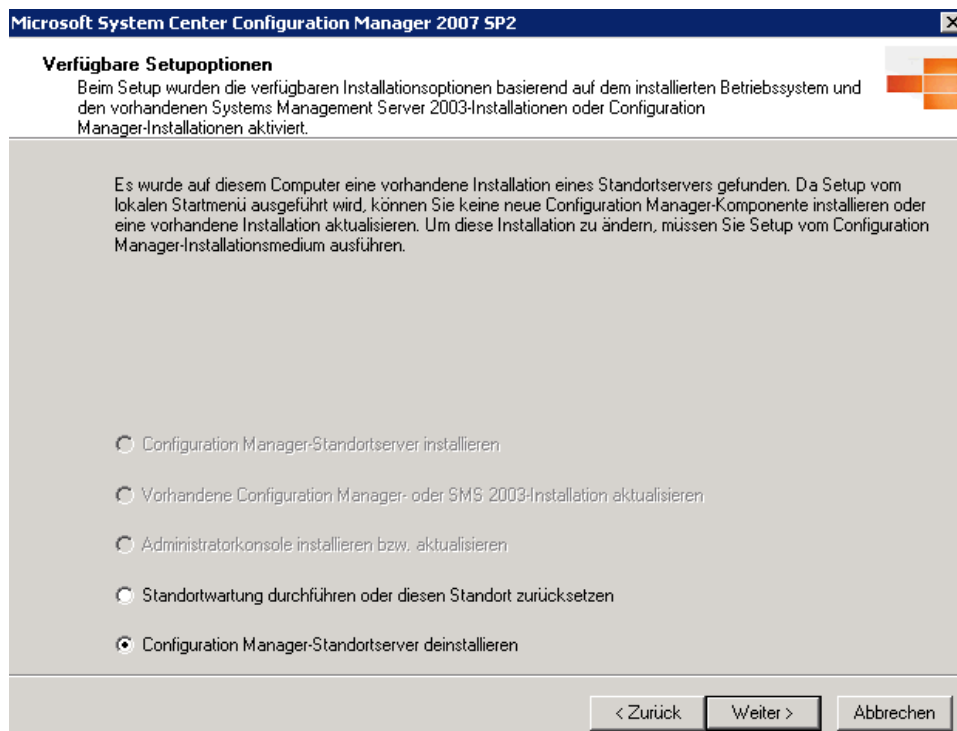 Microsoft System Center Configuration Manager 2007 SP2
Verfügbare Setupoptionen
Beim Setup wurden die verfügbaren Installationsoptionen basierend auf dem installierten Betriebssystem und
den vorhandenen Systems Management Server 2003-Installationen oder Configuration
Manager-Installationen aktiviert.
Es wurde auf diesem Computer eine vorhandene Installation eines Standortservers gefunden. Da Setup vom
lokalen Startmenü ausgeführt wird, können Sie keine neue Configuration Manager-Komponente installieren oder
eine vorhandene Installation aktualisieren. Um diese Installation zu ändern, müssen Sie Setup vom Configuration
Manager-Installationsmedium ausführen.
Configuration Manager-Standortserver installieren
Vorhandene Configuration Manager- oder SMS 2003-Installation aktualisieren
Administratorkonsole installieren bzw. aktualisieren
Standortwartung durchführen oder diesen Standort zurücksetzen
Configuration Manager-Standortserver deinstallieren
< Zurück
Weiter >
Abbrechen